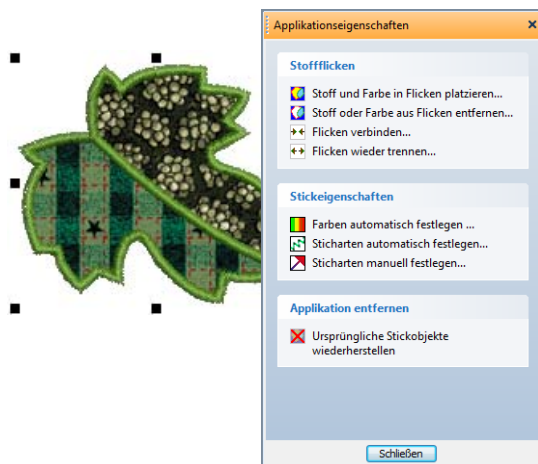 Applikationseigenschaften
Stoffflicken
Stoff und Farbe in Flicken platzieren...
Stoff oder Farbe aus Flicken entfernen...
Flicken verbinden...
Flicken wieder trennen...
Stickeigenschaften
Farben automatisch festlegen ...
Sticharten automatisch festlegen...
Sticharten manuell festlegen...
Applikation entfernen
Ursprüngliche Stickobjekte
wiederherstellen
Schließen